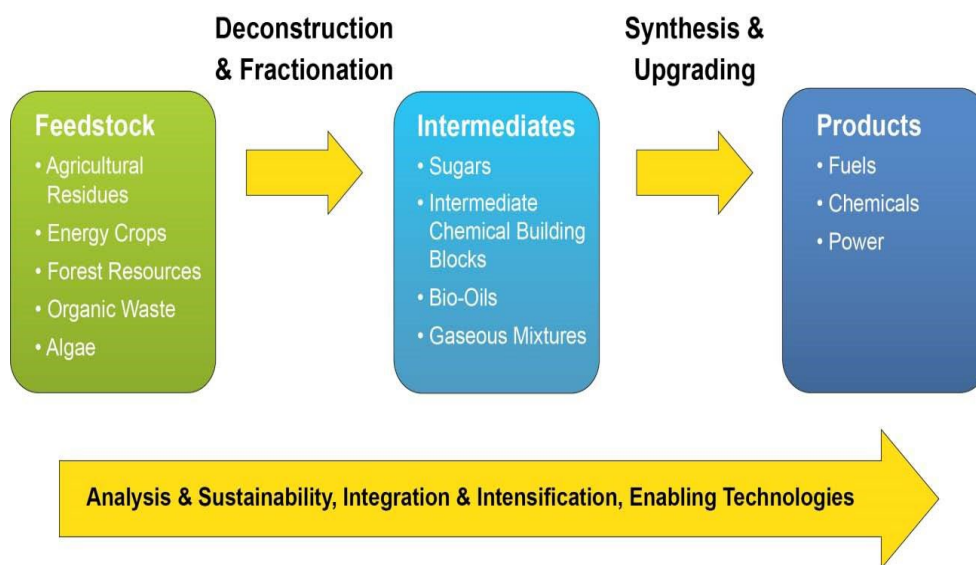 Deconstruction
& Fractionation
Synthesis &
Upgrading
Feedstock
• Agricultural
Residues
• Energy Crops
• Forest Resources
• Organic Waste
• Algae
Intermediates
• Sugars
• Intermediate
Chemical Building
Blocks
• Bio-Oils
• Gaseous Mixtures
Products
• Fuels
• Chemicals
• Power
Analysis & Sustainability, Integration & Intensification, Enabling Technologies